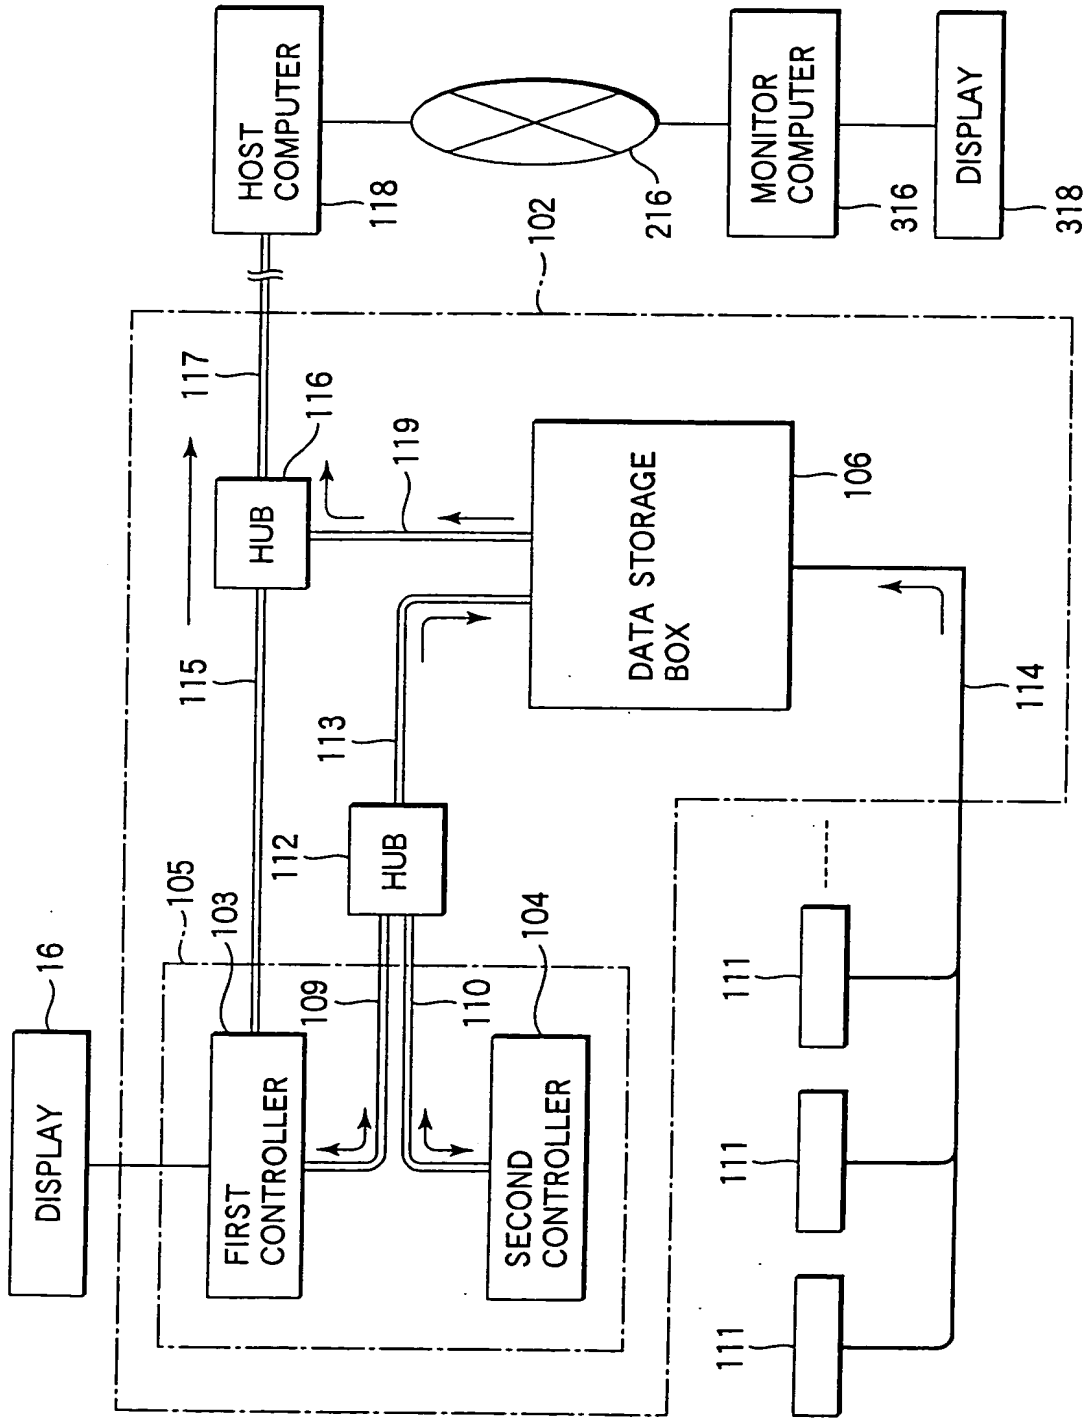 16
DISPLAY
105
103
FIRST
CONTROLLER
109
110
104
SECOND
CONTROLLER
112
HUB
113
115
HUB
116
117
119
DATA STORAGE
BOX
106
114
111
111
111
102
HOST
COMPUTER
118
216
MONITOR
COMPUTER
316
DISPLAY
318